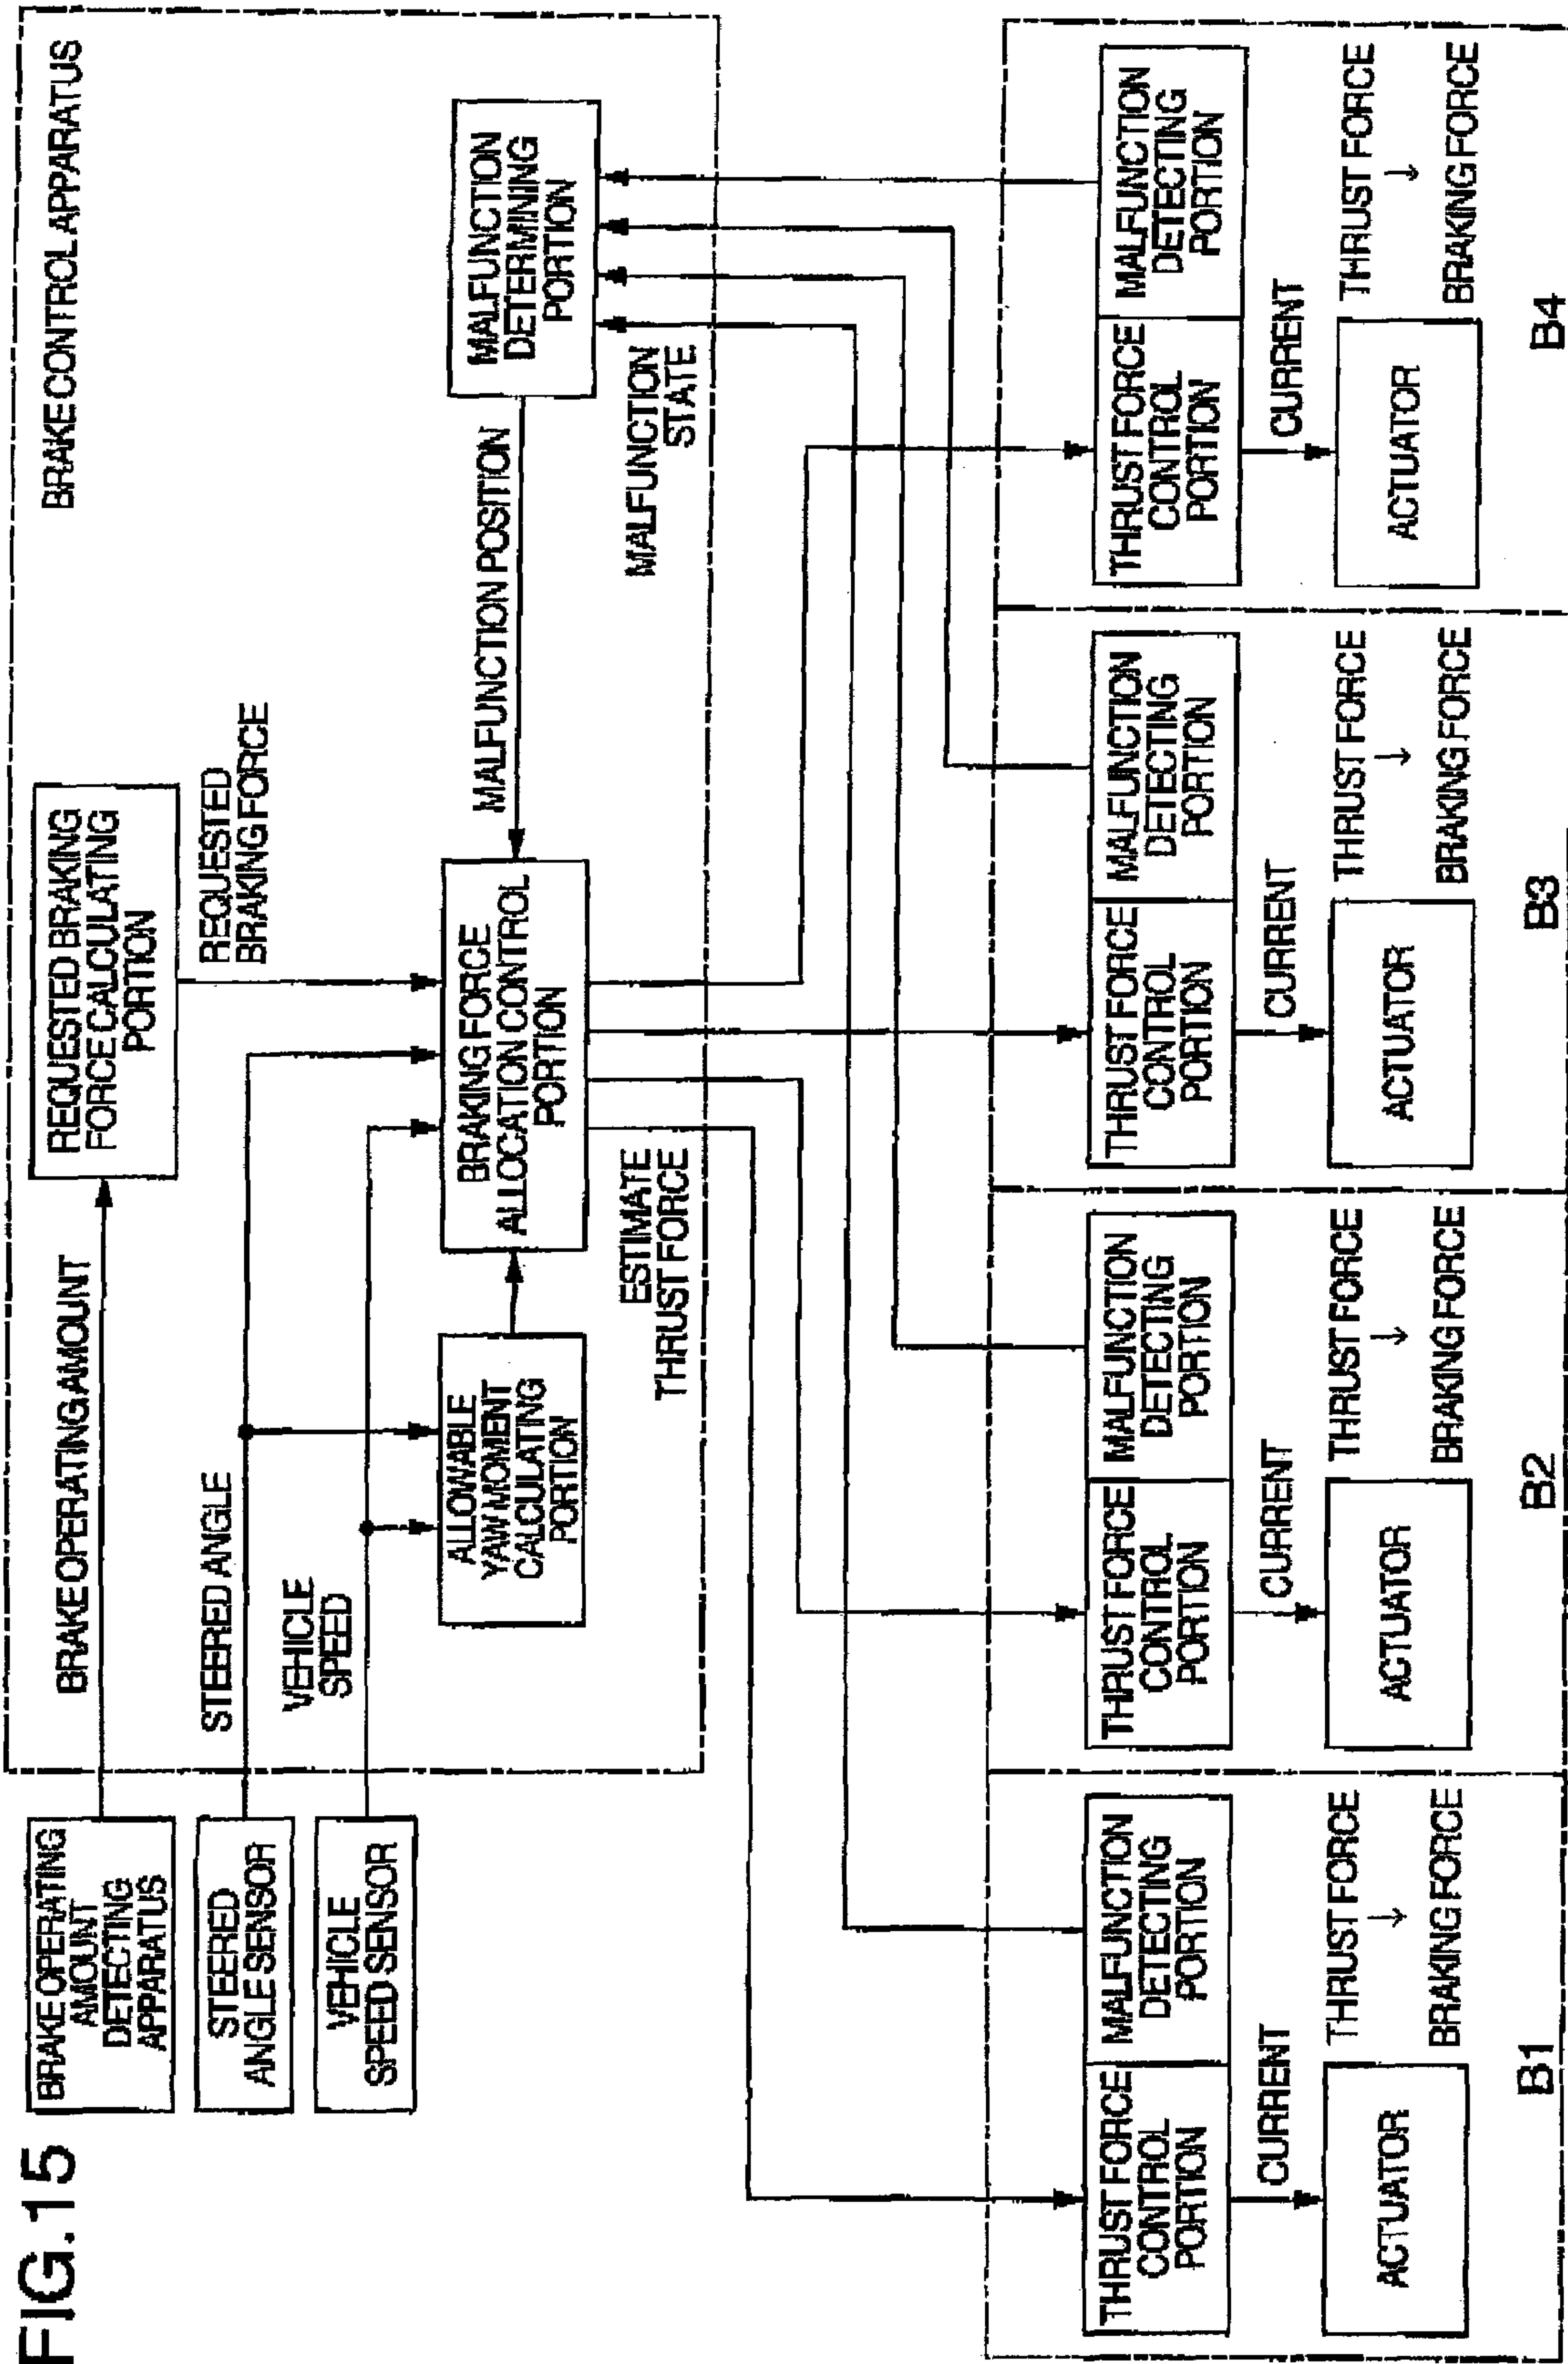 FIG.15
BRAKE OPERATING
AMOUNT
DETECTING
APPARATUS
STEERED
ANGLE SENSOR
VEHICLE
SPEED SENSOR
BRAKE CONTROL APPARATUS
BRAKE OPERATING AMOUNT
REQUESTED BRAKING
FORCE CALCULATING
PORTION
STEERED ANGLE
REQUESTED
BRAKING FORCE
VEHICLE
SPEED
ALLOWABLE
YAW MOMENT
CALCULATING
PORTION
BRAKING FORCE
ALLOCATION CONTROL
PORTION
MALFUNCTION POSITION
MALFUNCTION
DETERMINING
PORTION
ESTIMATE
THRUST FORCE
MALFUNCTION
STATE
THRUST FORCE
CONTROL
PORTION
MALFUNCTION
DETECTING
PORTION
CURRENT
ACTUATOR
THRUST FORCE
↓
BRAKING FORCE
B1
THRUST FORCE
CONTROL
PORTION
MALFUNCTION
DETECTING
PORTION
CURRENT
ACTUATOR
THRUST FORCE
↓
BRAKING FORCE
B2
THRUST FORCE
CONTROL
PORTION
MALFUNCTION
DETECTING
PORTION
CURRENT
ACTUATOR
THRUST FORCE
↓
BRAKING FORCE
B3
THRUST FORCE
CONTROL
PORTION
MALFUNCTION
DETECTING
PORTION
CURRENT
ACTUATOR
THRUST FORCE
↓
BRAKING FORCE
B4